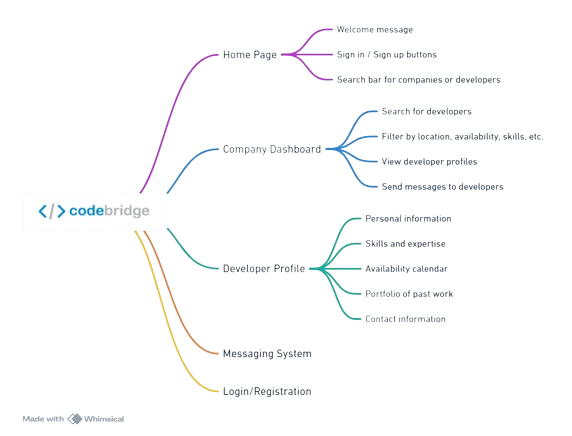 Welcome message
Home Page
Sign in / Sign up buttons
Search bar for companies or developers
Search for developers
Filter by location, availability, skills, etc.
Company Dashboard
View developer profiles
Send messages to developers
</> codebridge
Personal information
Skills and expertise
Developer Profile
Availability calendar
Portfolio of past work
Contact information
Messaging System
Login/Registration
Made with Whimsical